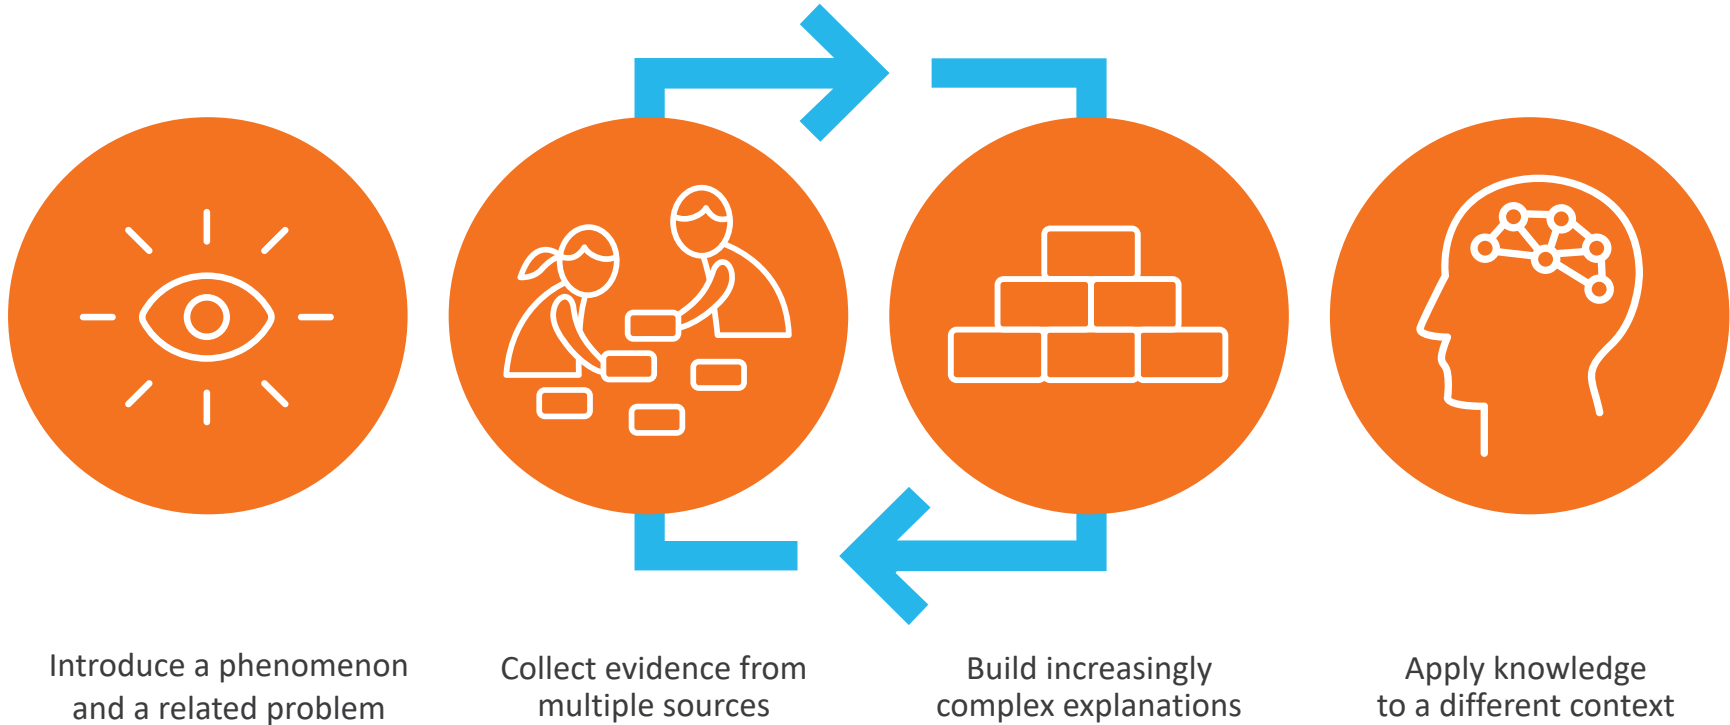 Introduce a phenomenon
and a related problem
Collect evidence from
multiple sources
Build increasingly
complex explanations
Apply knowledge
to a different context